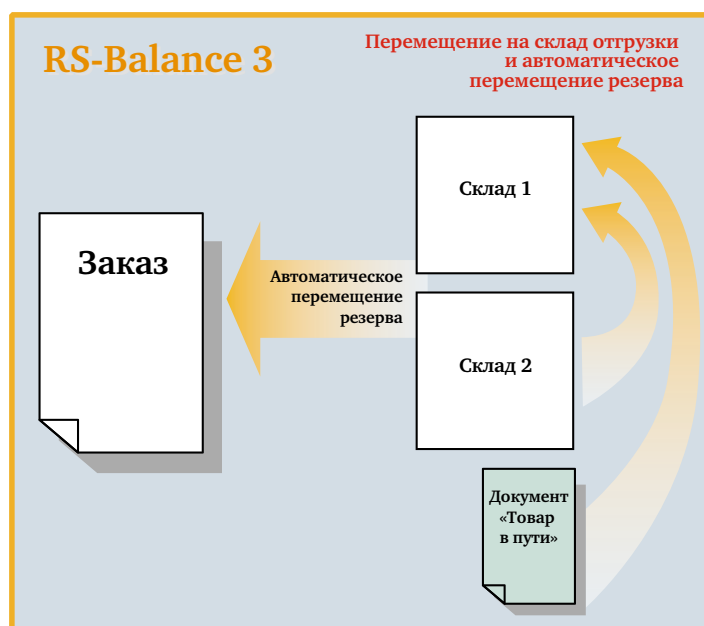 RS-Balance 3
Перемещение на склад отгрузки
и автоматическое
перемещение резерва
Склад 1
Заказ
Автоматическое
перемещение
резерва
Склад 2
Документ
«Товар
в пути»